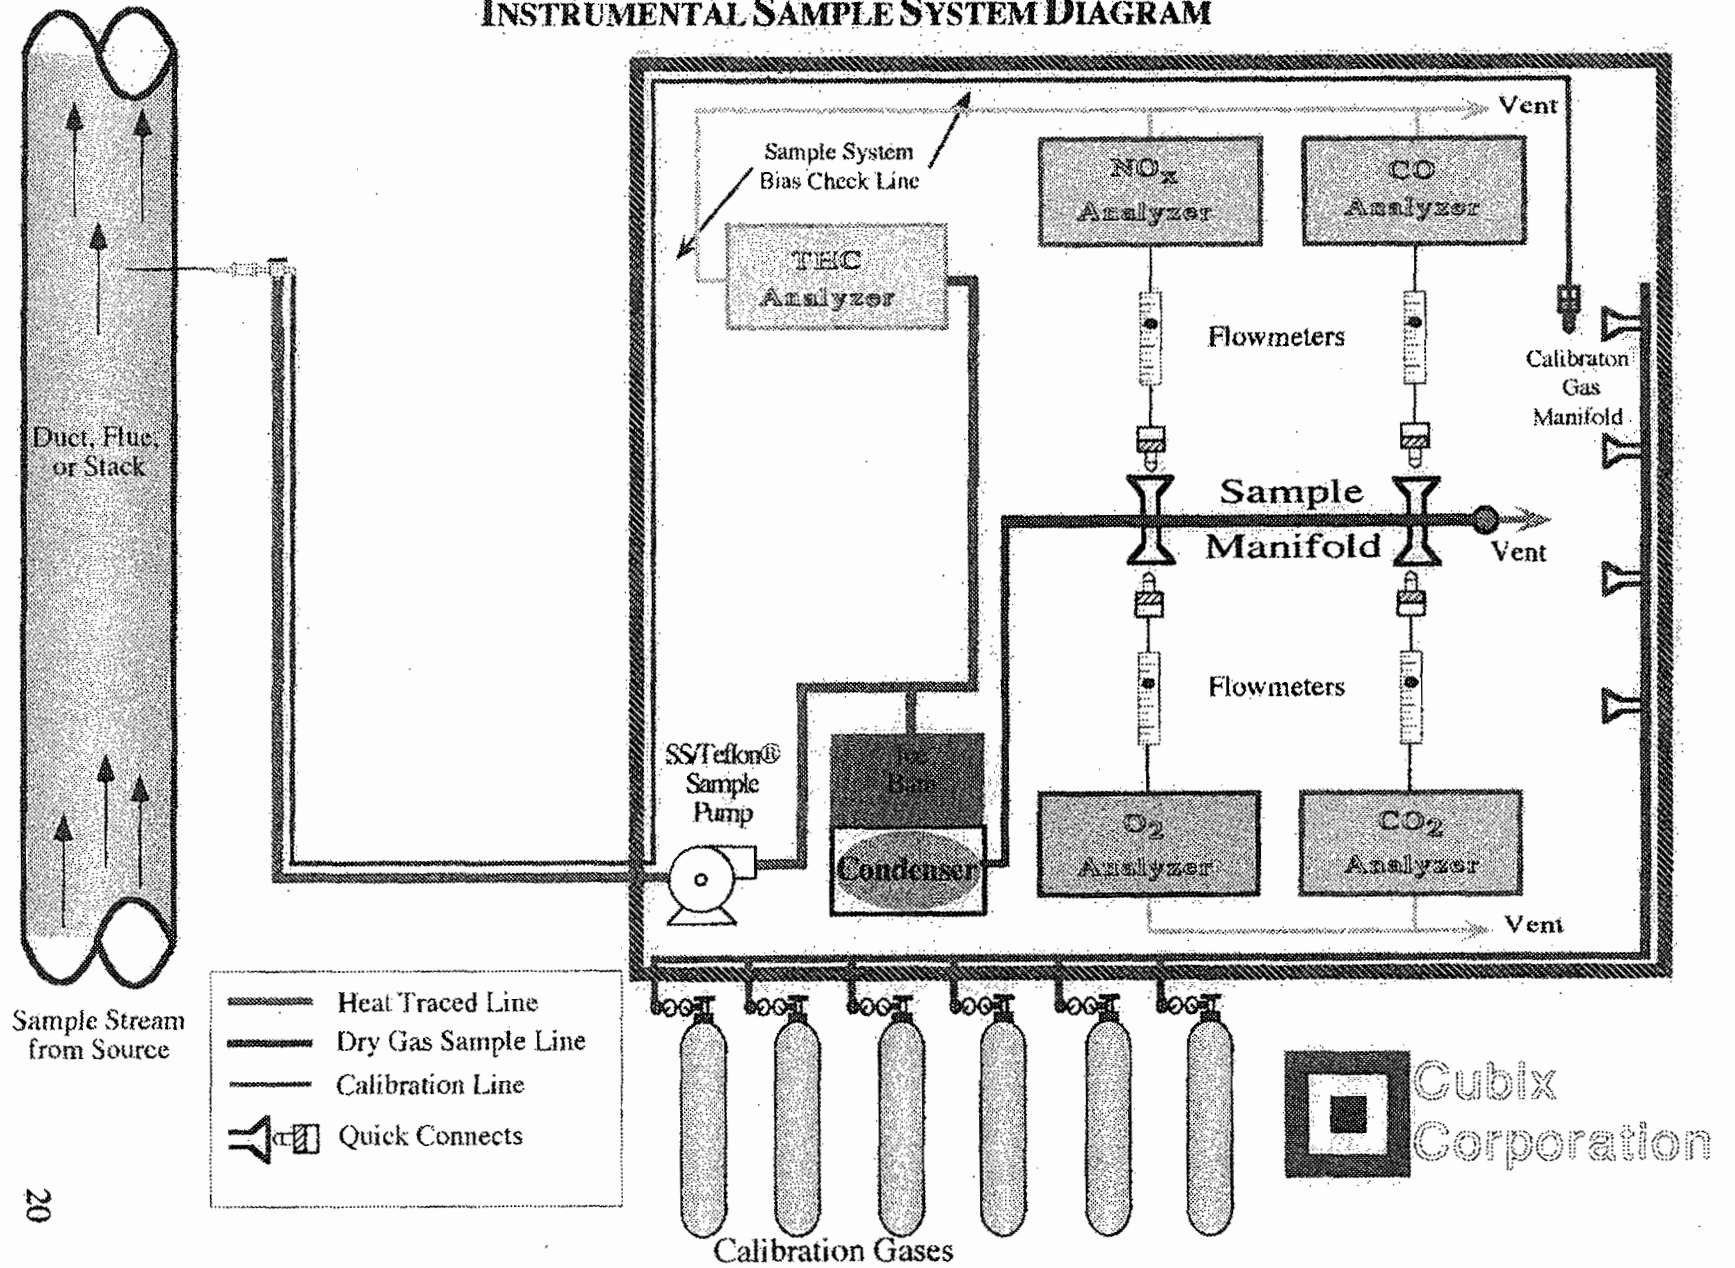 INSTRUMENTAL SAMPLE SYSTEM DIAGRAM
Vent
Sample System
Bias Check Line
NOx
Analyzer
CO
Analyzer
THC
Analyzer
Flowmeters
Calibraton
Gas
Manifold
Duct, Flue,
or Stack
Sample
Manifold
Vent
Flowmeters
SS/Teflon®
Sample
Pump
Ice
Condenser
O2
Analyzer
CO2
Analyzer
Vent
Sample Stream
from Source
Heat Traced Line
Dry Gas Sample Line
Calibration Line
Quick Connects
Cubix
Corporation
20
Calibration Gases